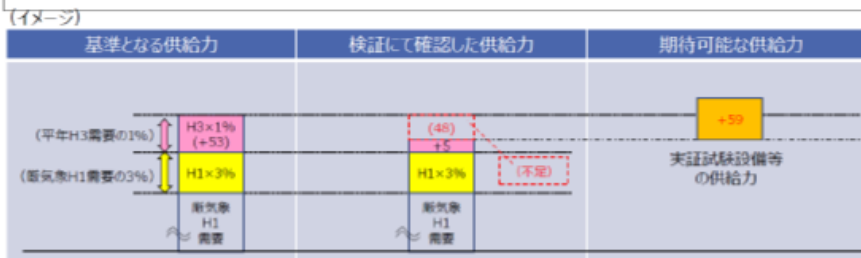 (イメージ)
基準となる供給力
検証にて確認した供給力
期待可能な供給力
(平年H3需要の1%)
H3×1%
(+53)
(厳気象H1需要の3%)
H1×3%
厳気象
H1
需要
(48)
+5
H1×3%
(不足)
厳気象
H1
需要
+59
実証試験設備等
の供給力